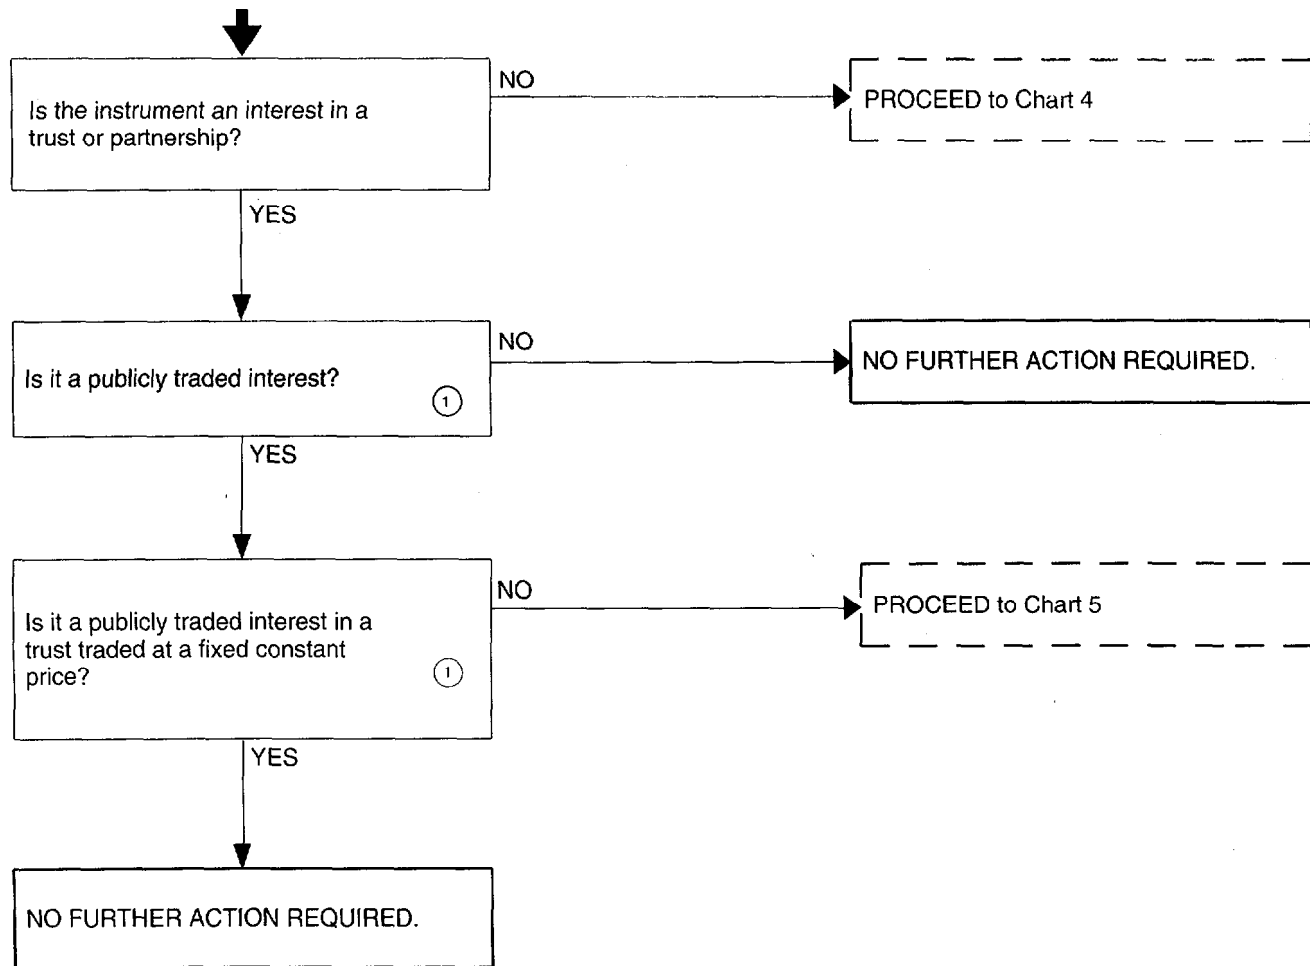 NO
Is the instrument an interest in a
trust or partnership?
PROCEED to Chart 4
YES
NO
Is it a publicly traded interest?
1
NO FURTHER ACTION REQUIRED.
YES
NO
Is it a publicly traded interest in a
trust traded at a fixed constant
price?
1
PROCEED to Chart 5
YES
NO FURTHER ACTION REQUIRED.